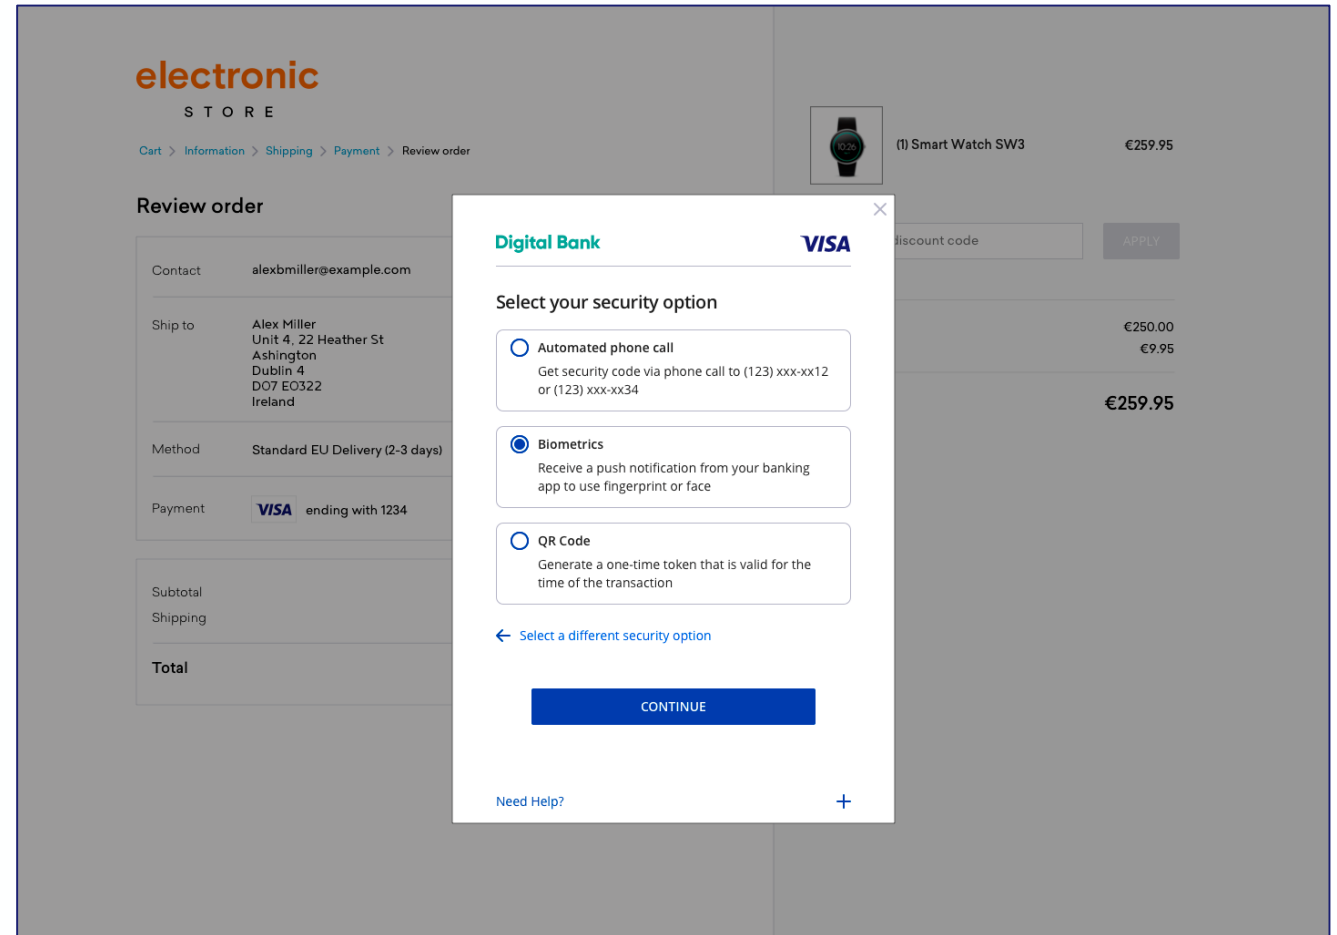 electronic
STORE
Cart > Information > Shipping > Payment > Review order
Review order
Contact alexbmiller@example.com
Ship to Alex Miller
Unit 4, 22 Heather St
Ashington
Dublin 4
D07 E0322
Ireland
Method Standard EU Delivery (2-3 days)
Payment VISA ending with 1234
Subtotal
Shipping
Total
10:26
(1) Smart Watch SW3 €259.95
discount code APPLY
€250.00
€9.95
€259.95
Digital Bank VISA
Select your security option
Automated phone call
Get security code via phone call to (123) xxx-xx12
or (123) xxx-xx34
Biometrics
Receive a push notification from your banking
app to use fingerprint or face
QR Code
Generate a one-time token that is valid for the
time of the transaction
Select a different security option
CONTINUE
Need Help? +